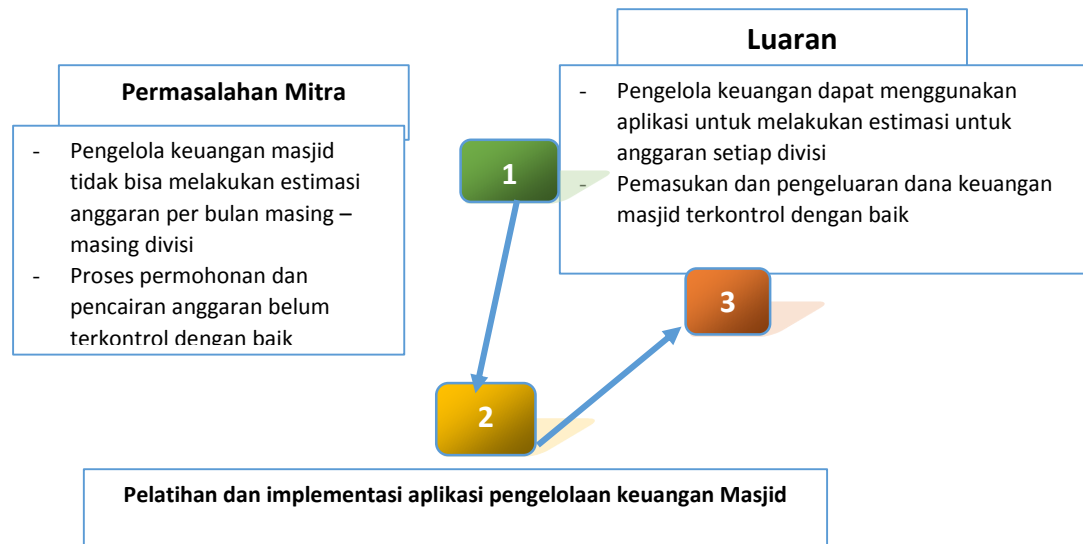 Permasalahan Mitra
- Pengelola keuangan masjid
tidak bisa melakukan estimasi
anggaran per bulan masing –
masing divisi
- Proses permohonan dan
pencairan anggaran belum
terkontrol dengan baik
1
2
Pelatihan dan implementasi aplikasi pengelolaan keuangan Masjid
Luaran
- Pengelola keuangan dapat menggunakan
aplikasi untuk melakukan estimasi untuk
anggaran setiap divisi
- Pemasukan dan pengeluaran dana keuangan
masjid terkontrol dengan baik
3